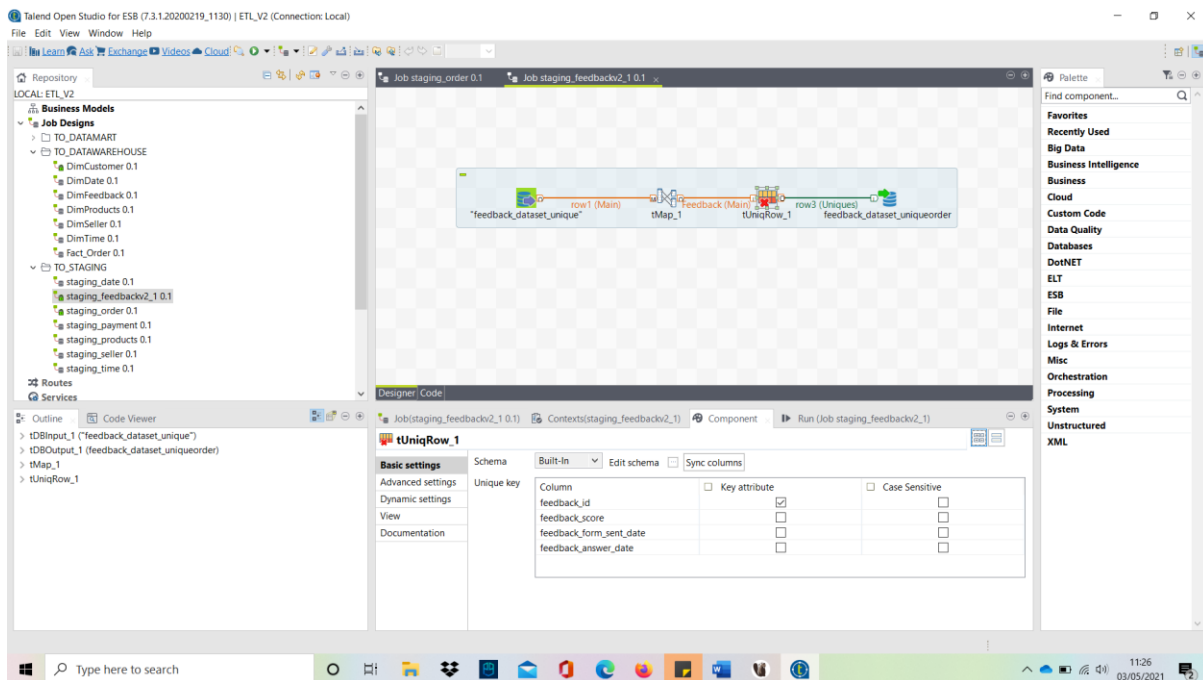 Talend Open Studio for ESB (7.3.1.20200219_1130) | ETL_V2 (Connection: Local)
File Edit View Window Help
Learn Ask Exchange Videos Cloud
Repository
LOCAL: ETL_V2
Business Models
Job Designs
TO_DATAMART
TO_DATAWAREHOUSE
DimCustomer 0.1
DimDate 0.1
DimFeedback 0.1
DimProducts 0.1
DimSeller 0.1
DimTime 0.1
Fact_Order 0.1
TO_STAGING
staging_date 0.1
staging_feedbackv2_1 0.1
staging_order 0.1
staging_payment 0.1
staging_products 0.1
staging_seller 0.1
staging_time 0.1
Routes
Services
Job staging_order 0.1
Job staging_feedbackv2_1 0.1
row1 (Main)
Feedback (Main)
row3 (Uniques)
"feedback_dataset_unique"
tMap_1
tUniqRow_1
feedback_dataset_uniqueorder
Designer Code
Palette
Find component...
Favorites
Recently Used
Big Data
Business Intelligence
Business
Cloud
Custom Code
Data Quality
Databases
DotNET
ELT
ESB
File
Internet
Logs & Errors
Misc
Orchestration
Processing
System
Unstructured
XML
Outline
Code Viewer
tDBInput_1 ("feedback_dataset_unique")
tDBOutput_1 (feedback_dataset_uniqueorder)
tMap_1
tUniqRow_1
Job(staging_feedbackv2_1 0.1)
Contexts(staging_feedbackv2_1)
Component
Run (Job staging_feedbackv2_1)
tUniqRow_1
Basic settings
Advanced settings
Dynamic settings
View
Documentation
Schema
Built-In
Edit schema
Sync columns
Unique key
Column Key attribute Case Sensitive
feedback_id
feedback_score
feedback_form_sent_date
feedback_answer_date
Type here to search
11:26
03/05/2021